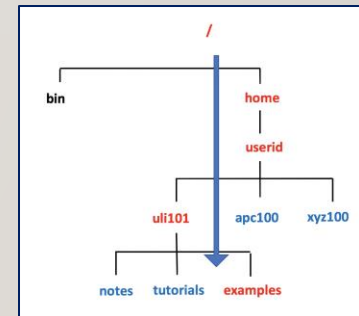 /
bin home
userid
uli101 apc100 xyz100
notes tutorials examples